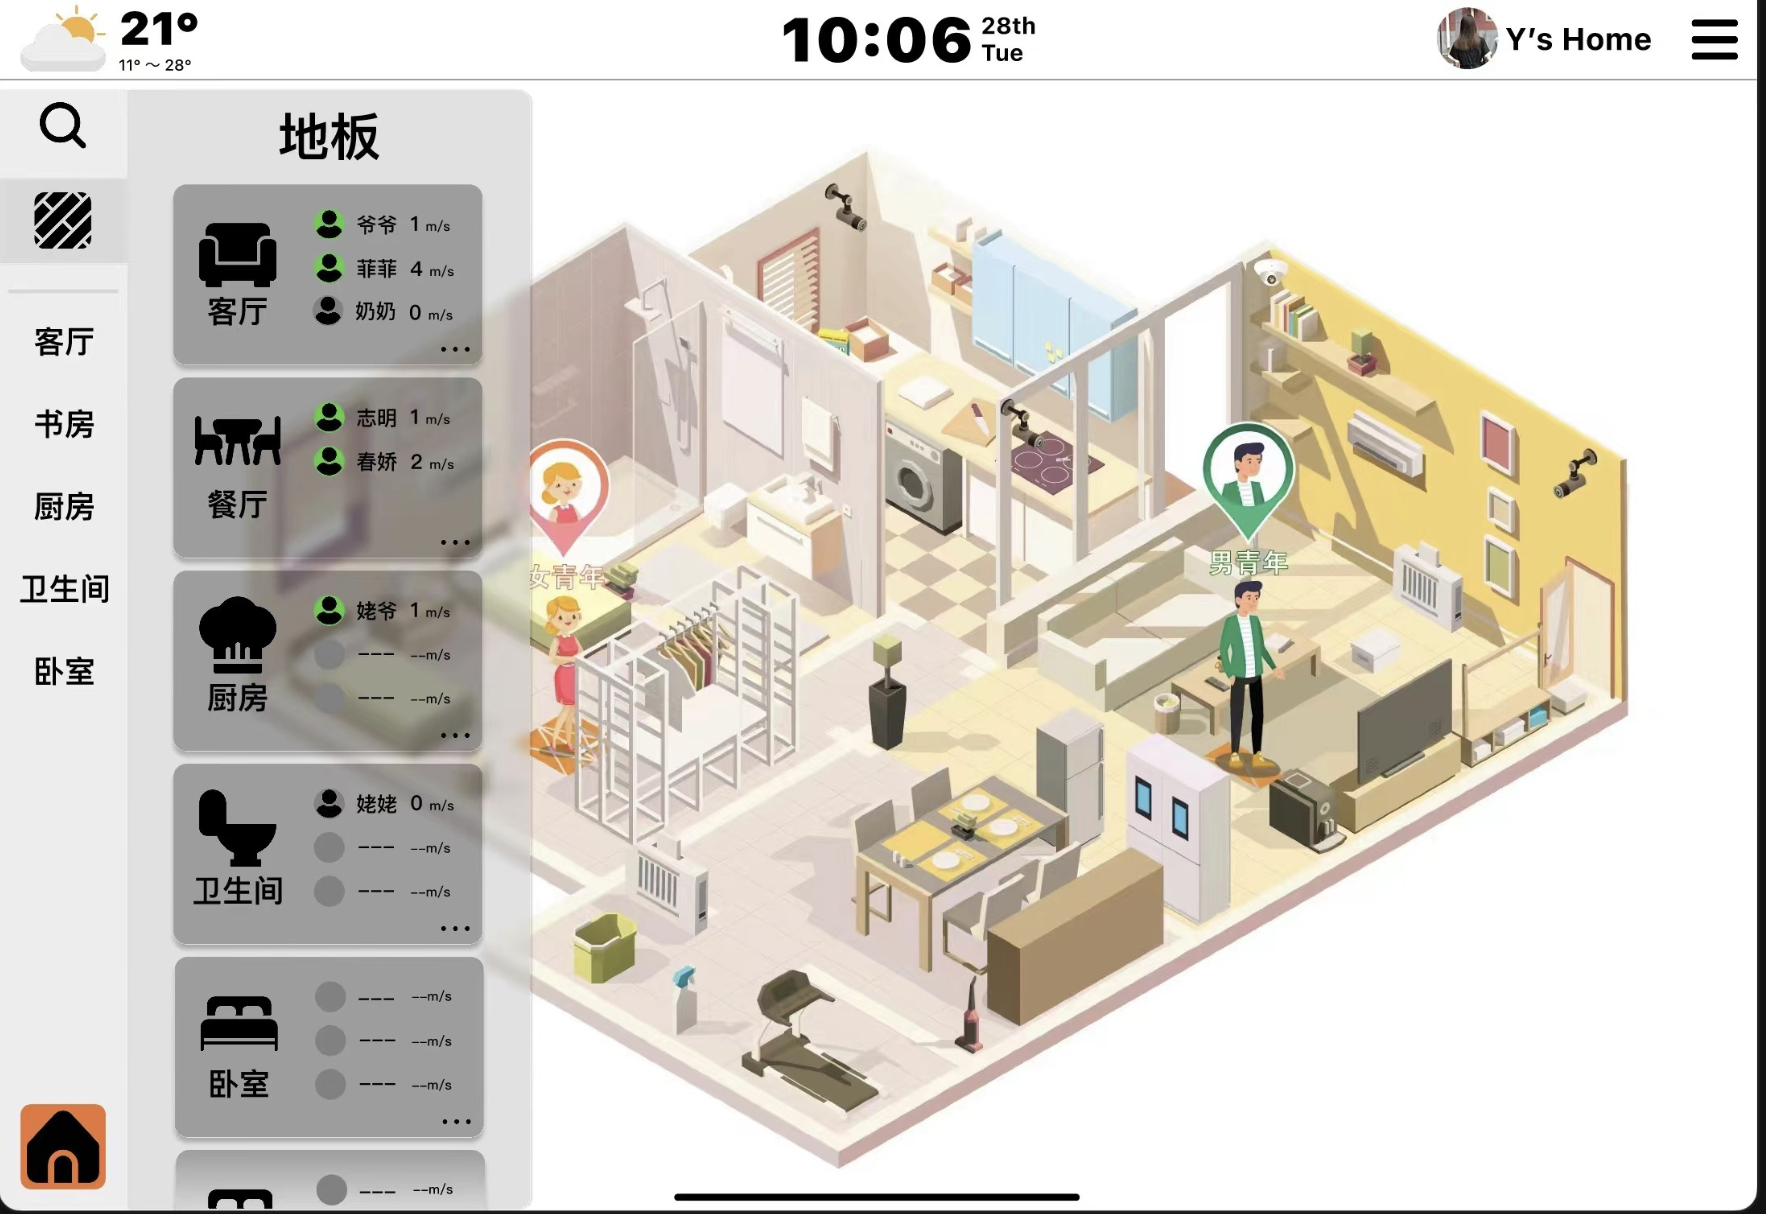 21°
11° ~ 28°
10:06
28th
Tue
Y's Home
地板
客厅
书房
厨房
卫生间
卧室
客厅
爷爷 1 m/s
菲菲 4 m/s
奶奶 0 m/s
...
餐厅
志明 1 m/s
春娇 2 m/s
...
厨房
姥爷 1 m/s
--- --m/s
--- --m/s
...
卫生间
姥姥 0 m/s
--- --m/s
--- --m/s
...
卧室
--- --m/s
--- --m/s
--- --m/s
...
--- --m/s
女青年
男青年